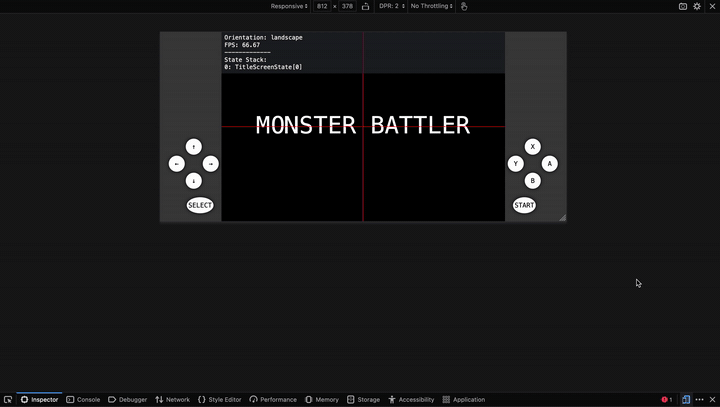 Responsive 812 × 378 DPR: 2 No Throttling
Orientation: landscape
FPS: 66.67
------------
State Stack:
0: TitleScreenState[0]
MONSTER BATTLER
↑ X
← → Y A
↓ B
SELECT START
Inspector Console Debugger Network Style Editor Performance Memory Storage Accessibility Application 1